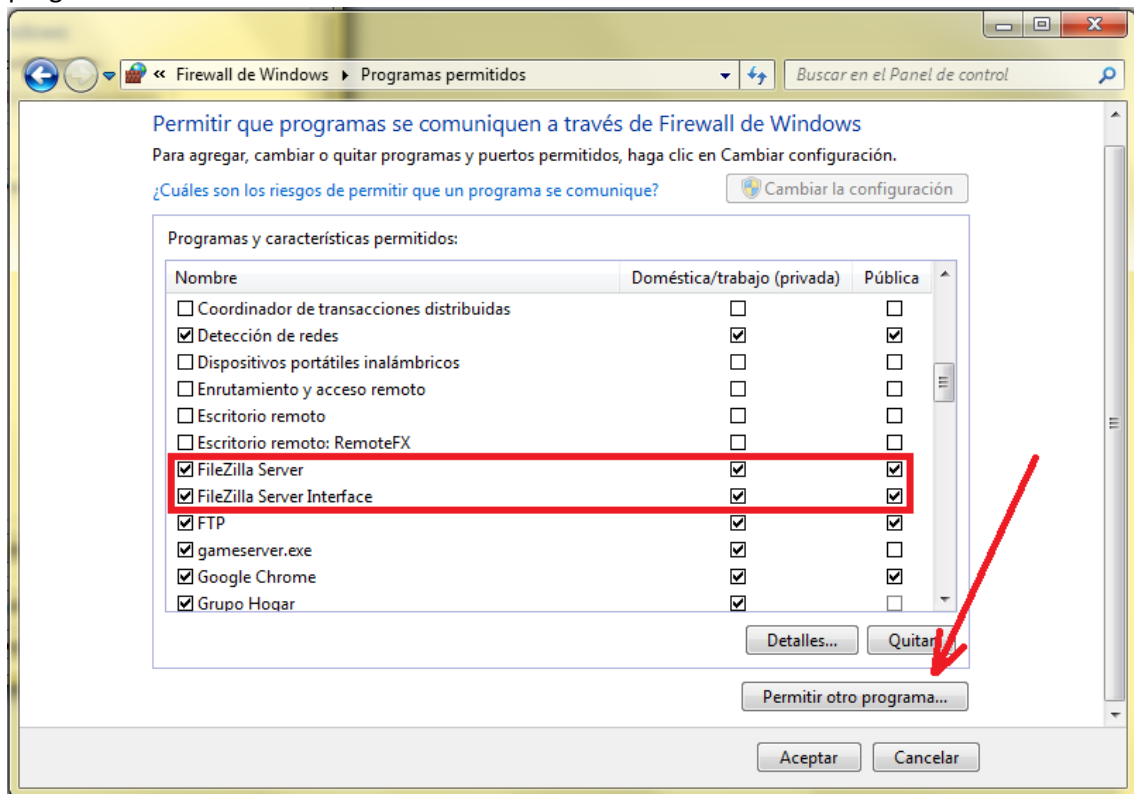 « Firewall de Windows ▸ Programas permitidos
Buscar en el Panel de control
Permitir que programas se comuniquen a través de Firewall de Windows
Para agregar, cambiar o quitar programas y puertos permitidos, haga clic en Cambiar configuración.
¿Cuáles son los riesgos de permitir que un programa se comunique?
Cambiar la configuración
Programas y características permitidos:
Nombre Doméstica/trabajo (privada) Pública
Coordinador de transacciones distribuidas
Detección de redes
Dispositivos portátiles inalámbricos
Enrutamiento y acceso remoto
Escritorio remoto
Escritorio remoto: RemoteFX
FileZilla Server
FileZilla Server Interface
FTP
gameserver.exe
Google Chrome
Grupo Hogar
Detalles... Quitar
Permitir otro programa...
Aceptar Cancelar